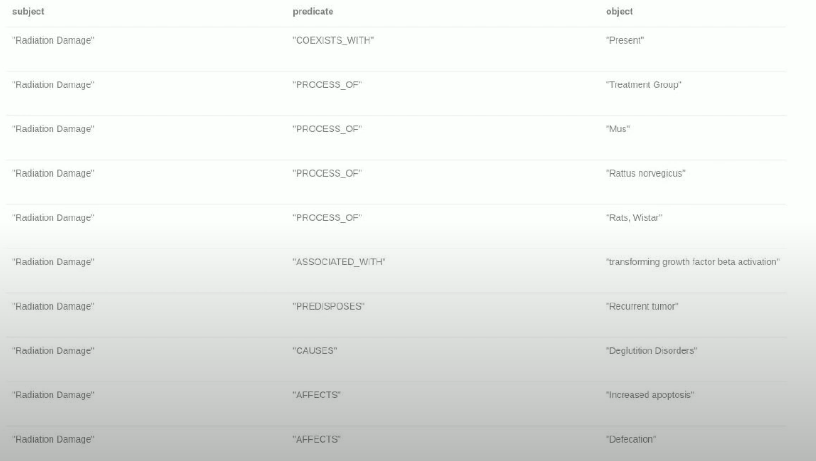 subject predicate object
"Radiation Damage" "COEXISTS_WITH" "Present"
"Radiation Damage" "PROCESS_OF" "Treatment Group"
"Radiation Damage" "PROCESS_OF" "Mus"
"Radiation Damage" "PROCESS_OF" "Rattus norvegicus"
"Radiation Damage" "PROCESS_OF" "Rats, Wistar"
"Radiation Damage" "ASSOCIATED_WITH" "transforming growth factor beta activation"
"Radiation Damage" "PREDISPOSES" "Recurrent tumor"
"Radiation Damage" "CAUSES" "Deglutition Disorders"
"Radiation Damage" "AFFECTS" "Increased apoptosis"
"Radiation Damage" "AFFECTS" "Defecation"